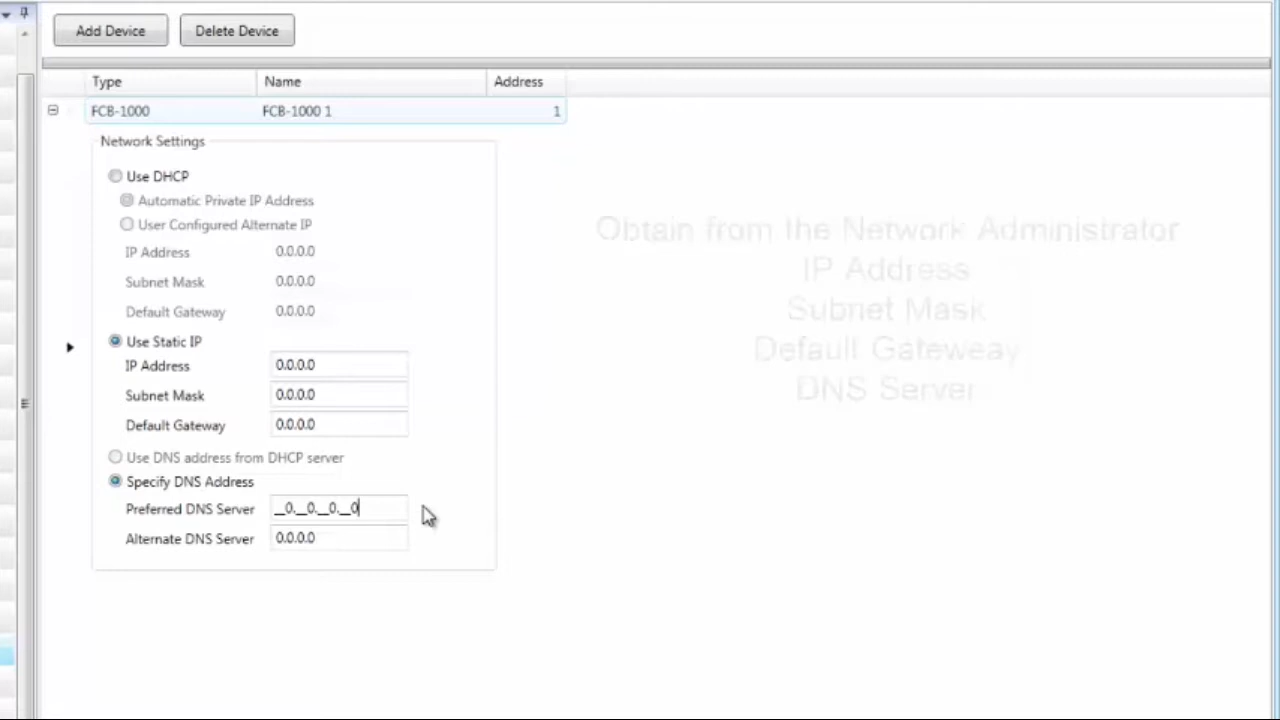 Add Device Delete Device
Type Name Address
FCB-1000 FCB-1000 1 1
Network Settings
Use DHCP
Automatic Private IP Address
User Configured Alternate IP
IP Address 0.0.0.0
Subnet Mask 0.0.0.0
Default Gateway 0.0.0.0
Use Static IP
IP Address 0.0.0.0
Subnet Mask 0.0.0.0
Default Gateway 0.0.0.0
Use DNS address from DHCP server
Specify DNS Address
Preferred DNS Server __0.__0.__0.__0
Alternate DNS Server 0.0.0.0
Obtain from the Network Administrator
IP Address
Subnet Mask
Default Gateweay
DNS Server